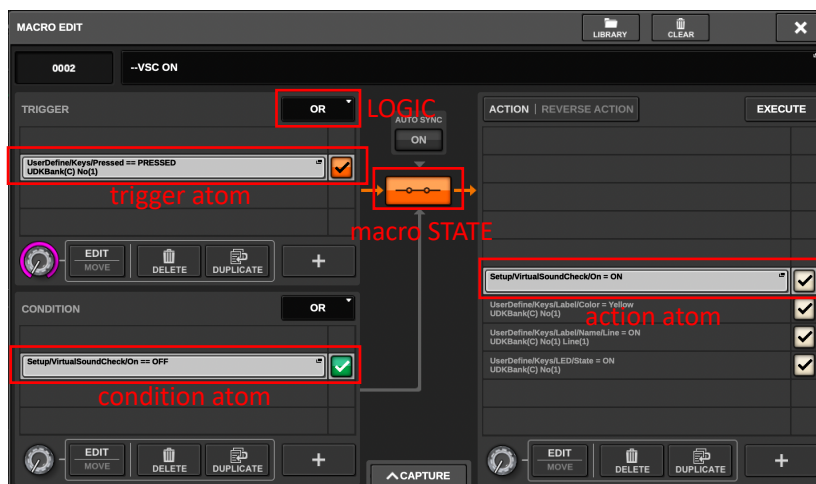 MACRO EDIT
LIBRARY
CLEAR
0002
--VSC ON
TRIGGER
OR
LOGIC
UserDefine/Keys/Pressed == PRESSED
UDKBank(C) No(1)
trigger atom
EDIT
MOVE
DELETE
DUPLICATE
+
CONDITION
OR
Setup/VirtualSoundCheck/On == OFF
condition atom
EDIT
MOVE
DELETE
DUPLICATE
+
AUTO SYNC
ON
macro STATE
CAPTURE
ACTION | REVERSE ACTION
EXECUTE
Setup/VirtualSoundCheck/On = ON
UserDefine/Keys/Label/Color = Yellow
UDKBank(C) No(1)
action atom
UserDefine/Keys/Label/Name/Line = ON
UDKBank(C) No(1) Line(1)
UserDefine/Keys/LED/State = ON
UDKBank(C) No(1)
EDIT
MOVE
DELETE
DUPLICATE
+